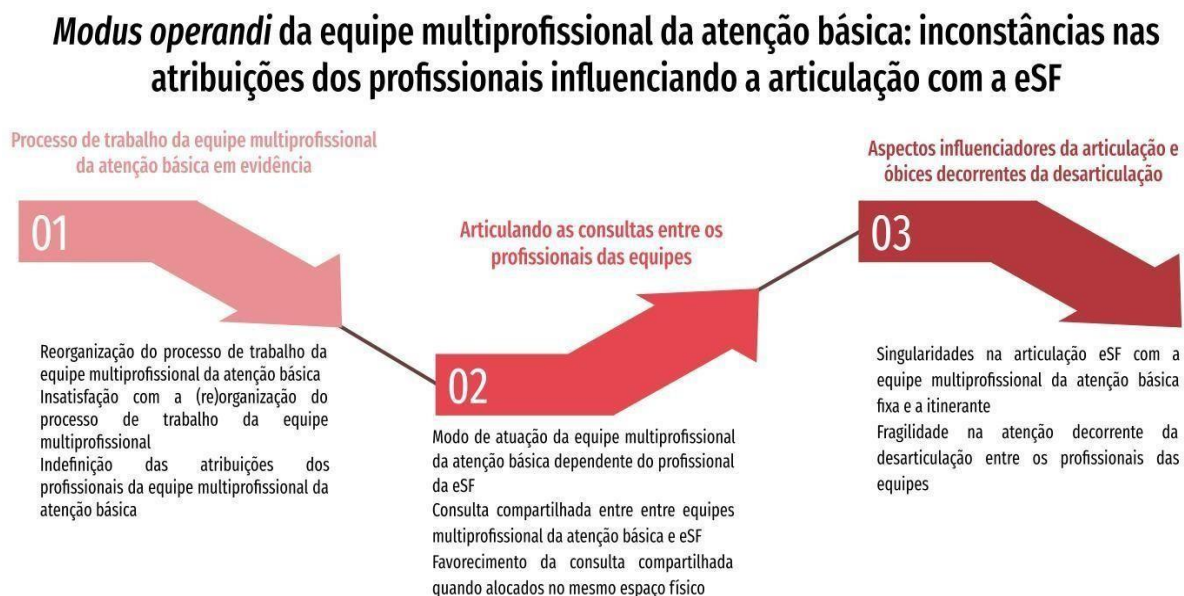 Modus operandi da equipe multiprofissional da atenção básica: inconstâncias nas
atribuições dos profissionais influenciando a articulação com a eSF
Processo de trabalho da equipe multiprofissional
da atenção básica em evidência
01
Reorganização do processo de trabalho da
equipe multiprofissional da atenção básica
Insatisfação com a (re)organização do
processo de trabalho da equipe
multiprofissional
Indefinição das atribuições dos
profissionais da equipe multiprofissional da
atenção básica
Articulando as consultas entre os
profissionais das equipes
02
Modo de atuação da equipe multiprofissional
da atenção básica dependente do profissional
da eSF
Consulta compartilhada entre entre equipes
multiprofissional da atenção básica e eSF
Favorecimento da consulta compartilhada
quando alocados no mesmo espaço físico
Aspectos influenciadores da articulação e
óbices decorrentes da desarticulação
03
Singularidades na articulação eSF com a
equipe multiprofissional da atenção básica
fixa e a itinerante
Fragilidade na atenção decorrente da
desarticulação entre os profissionais das
equipes